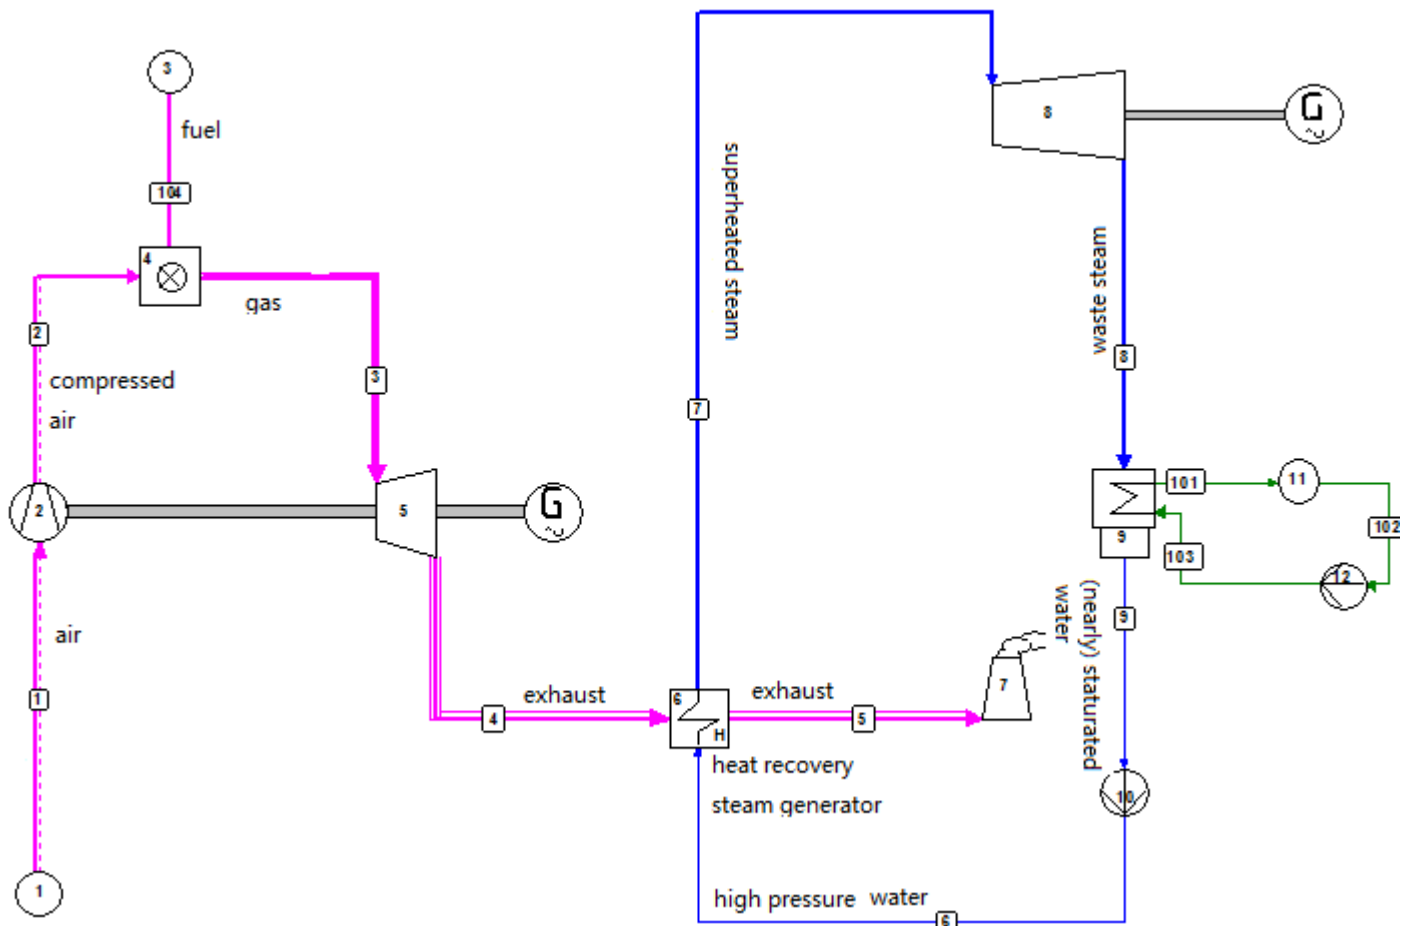 3
fuel
104
4
gas
2
3
compressed
air
2
5
G
air
1
1
exhaust
4
6
H
exhaust
5
7
heat recovery
steam generator
high pressure water
6
7
superheated steam
8
G
waste steam
8
101
11
102
9
103
12
(nearly) staturated
water
9
10